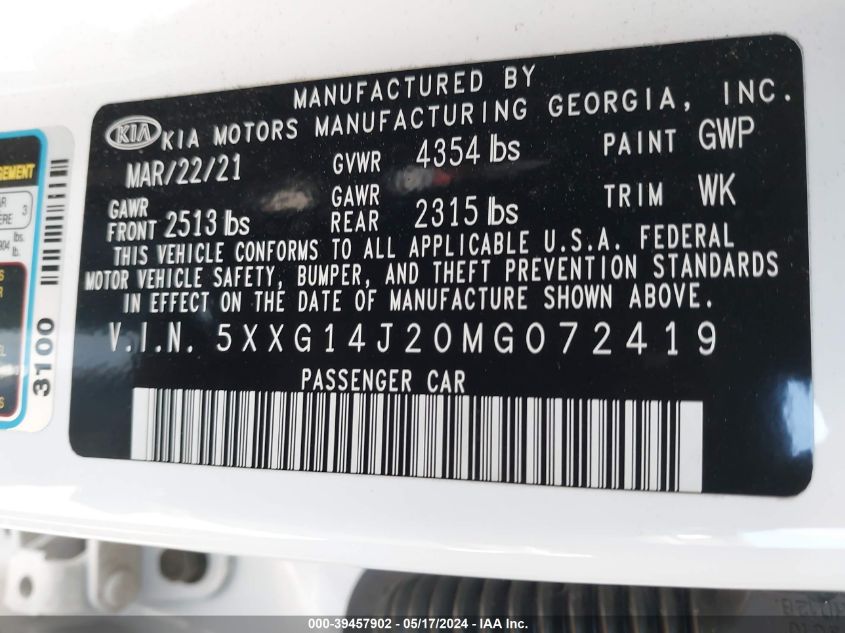 MANUFACTURED BY
KIA KIA MOTORS MANUFACTURING GEORGIA, INC.
MAR/22/21 GVWR 4354 lbs PAINT GWP
GAWR FRONT 2513 lbs GAWR REAR 2315 lbs TRIM WK
THIS VEHICLE CONFORMS TO ALL APPLICABLE U.S.A. FEDERAL
MOTOR VEHICLE SAFETY, BUMPER, AND THEFT PREVENTION STANDARDS
IN EFFECT ON THE DATE OF MANUFACTURE SHOWN ABOVE.
V.I.N. 5XXG14J20MG072419
PASSENGER CAR
3100
000-39457902 - 05/17/2024 - IAA Inc.